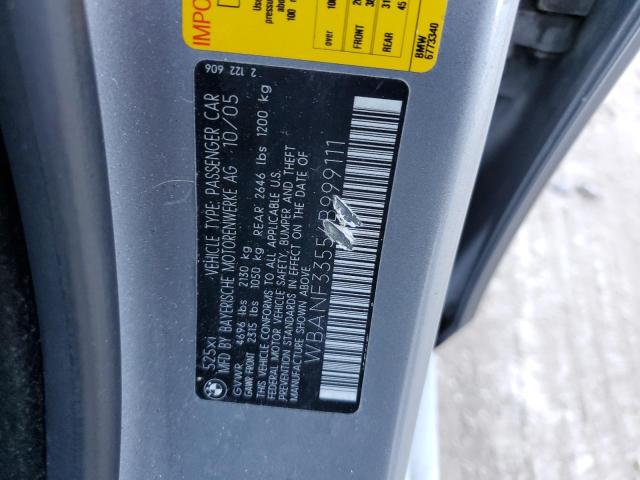 IMPO
over
FRONT
REAR
BMW
6773340
2 122 606
525xi VEHICLE TYPE: PASSENGER CAR
MFD BY BAYERISCHE MOTORENWERKE AG 10/05
GVWR 4696 lbs 2130 kg
GAWR FRONT 2315 lbs 1050 kg REAR 2646 lbs 1200 kg
THIS VEHICLE CONFORMS TO ALL APPLICABLE U.S.
FEDERAL MOTOR VEHICLE SAFETY, BUMPER AND THEFT
PREVENTION STANDARDS IN EFFECT ON THE DATE OF
MANUFACTURE SHOWN ABOVE.
WBANF33556B999111